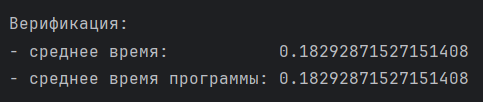 Верификация:
- среднее время: 0.18292871527151408
- среднее время программы: 0.18292871527151408